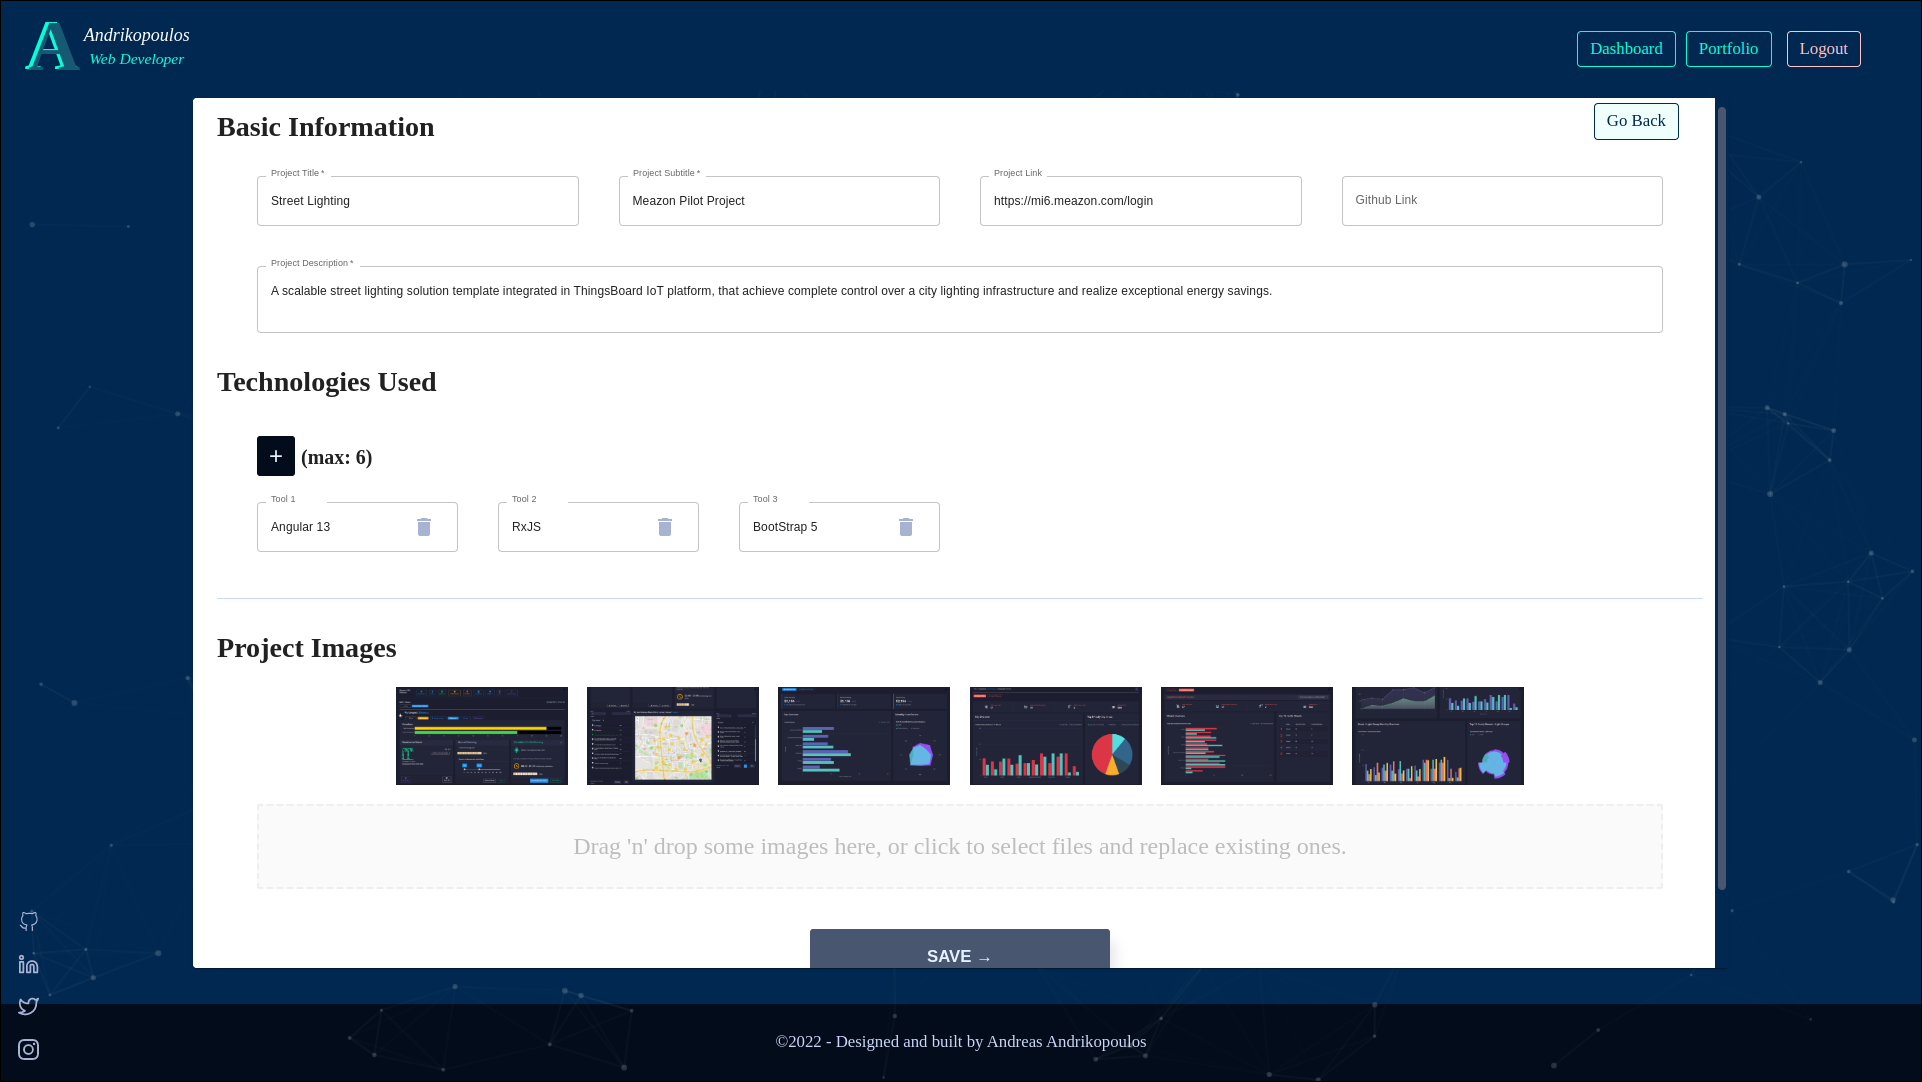 A
Andrikopoulos
Web Developer
Dashboard
Portfolio
Logout
Basic Information
Go Back
Project Title *
Street Lighting
Project Subtitle *
Meazon Pilot Project
Project Link
https://mi6.meazon.com/login
Github Link
Project Description *
A scalable street lighting solution template integrated in ThingsBoard IoT platform, that achieve complete control over a city lighting infrastructure and realize exceptional energy savings.
Technologies Used
+ (max: 6)
Tool 1
Angular 13
Tool 2
RxJS
Tool 3
BootStrap 5
Project Images
Drag 'n' drop some images here, or click to select files and replace existing ones.
SAVE →
©2022 - Designed and built by Andreas Andrikopoulos